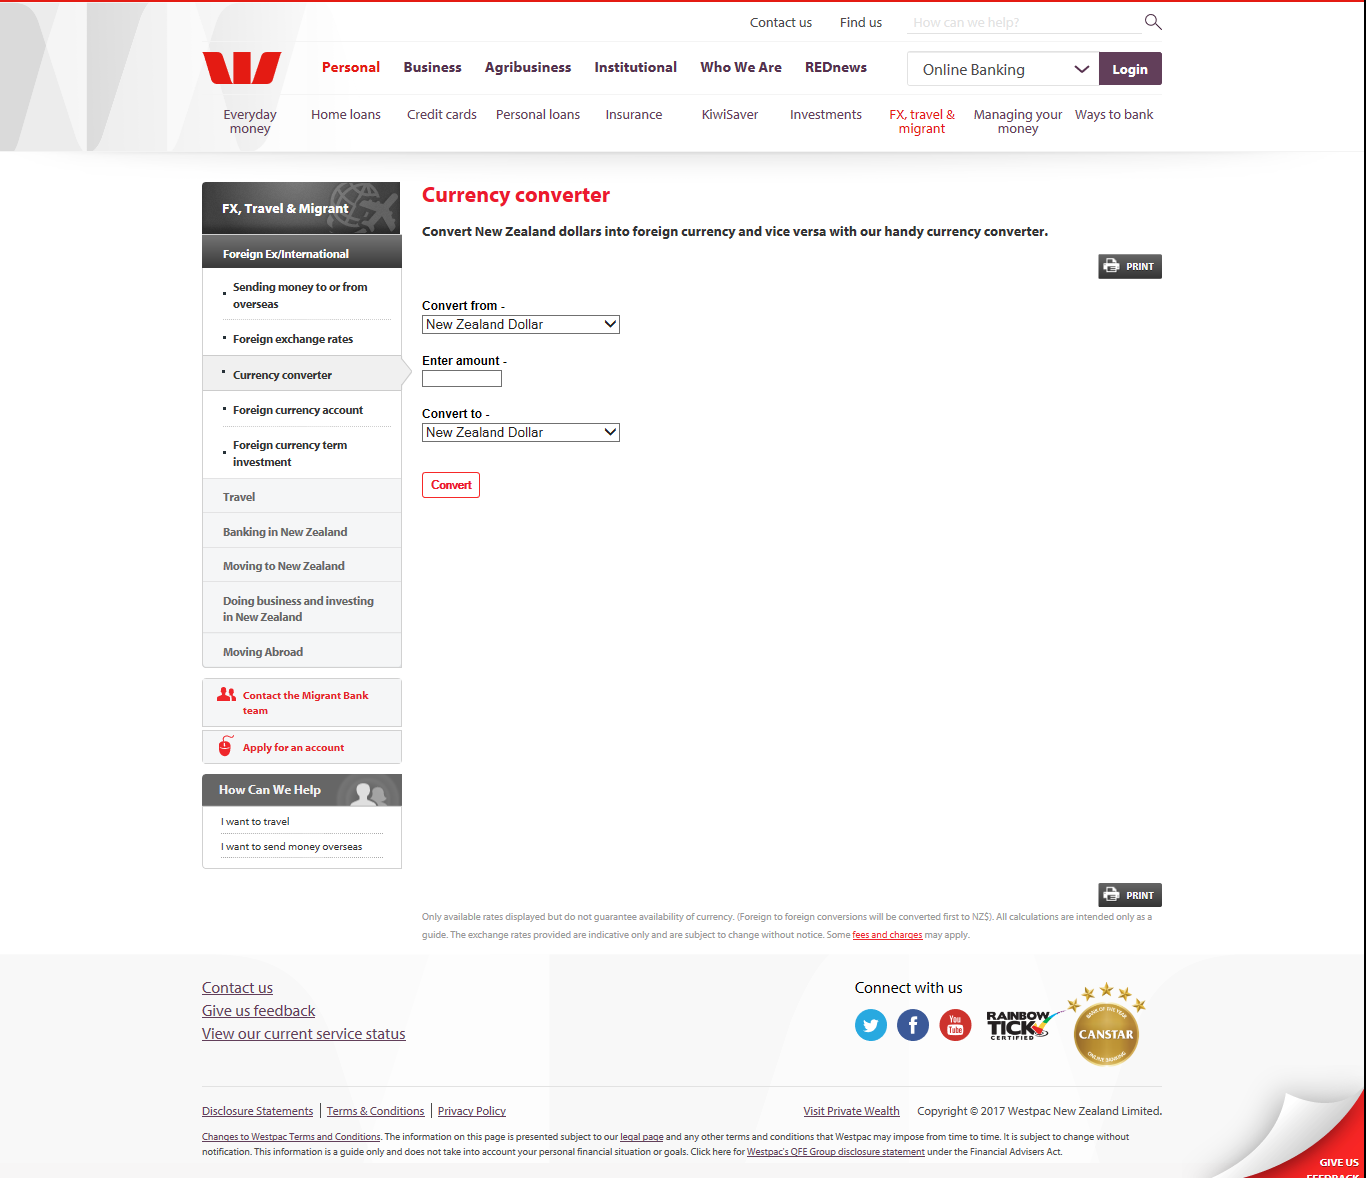 Contact us
Find us
How can we help?
Personal
Business
Agribusiness
Institutional
Who We Are
REDnews
Online Banking
Login
Everyday
money
Home loans
Credit cards
Personal loans
Insurance
KiwiSaver
Investments
FX, travel &
migrant
Managing your
money
Ways to bank
FX, Travel & Migrant
Foreign Ex/International
Sending money to or from
overseas
Foreign exchange rates
Currency converter
Foreign currency account
Foreign currency term
investment
Travel
Banking in New Zealand
Moving to New Zealand
Doing business and investing
in New Zealand
Moving Abroad
Contact the Migrant Bank
team
Apply for an account
How Can We Help
I want to travel
I want to send money overseas
Currency converter
Convert New Zealand dollars into foreign currency and vice versa with our handy currency converter.
PRINT
Convert from -
New Zealand Dollar
Enter amount -
Convert to -
New Zealand Dollar
Convert
PRINT
Only available rates displayed but do not guarantee availability of currency. (Foreign to foreign conversions will be converted first to NZ$). All calculations are intended only as a
guide. The exchange rates provided are indicative only and are subject to change without notice. Some fees and charges may apply.
Contact us
Give us feedback
View our current service status
Connect with us
You
Tube
RAINBOW
TICK
CERTIFIED
BANK OF THE YEAR
CANSTAR
ONLINE BANKING
Disclosure Statements
Terms & Conditions
Privacy Policy
Visit Private Wealth
Copyright © 2017 Westpac New Zealand Limited.
Changes to Westpac Terms and Conditions. The information on this page is presented subject to our legal page and any other terms and conditions that Westpac may impose from time to time. It is subject to change without
notification. This information is a guide only and does not take into account your personal financial situation or goals. Click here for Westpac's QFE Group disclosure statement under the Financial Advisers Act.
GIVE US
FEEDBACK